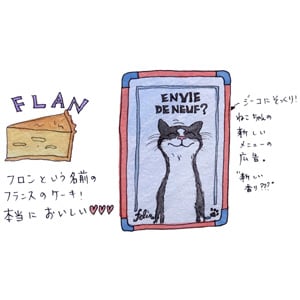 FLAN
フロンという名前の
フランスのケーキ!
本当に おいしい♥♥♥
ENVIE
DE NEUF?
Felix
ジーコにそっくり!
ねこちゃんの
新しい
メニューの
広告。
"新しい
香り???"